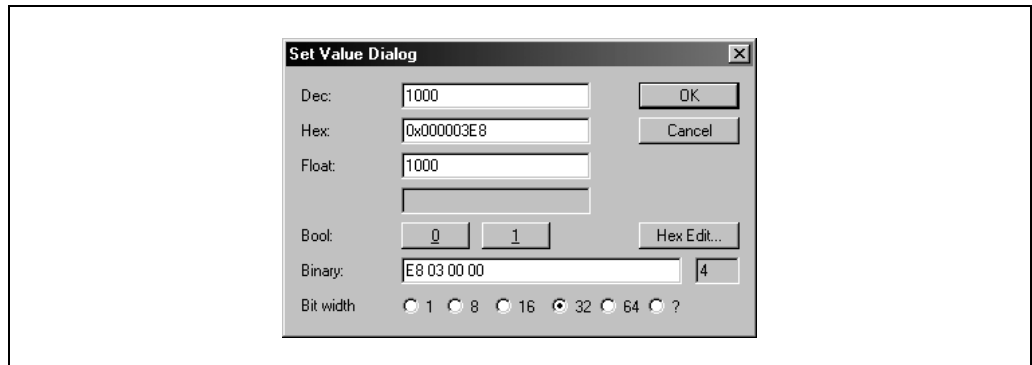 Set Value Dialog
Dec: 1000 OK
Hex: 0x000003E8 Cancel
Float: 1000
Bool: 0 1 Hex Edit...
Binary: E8 03 00 00 4
Bit width 1 8 16 32 64 ?